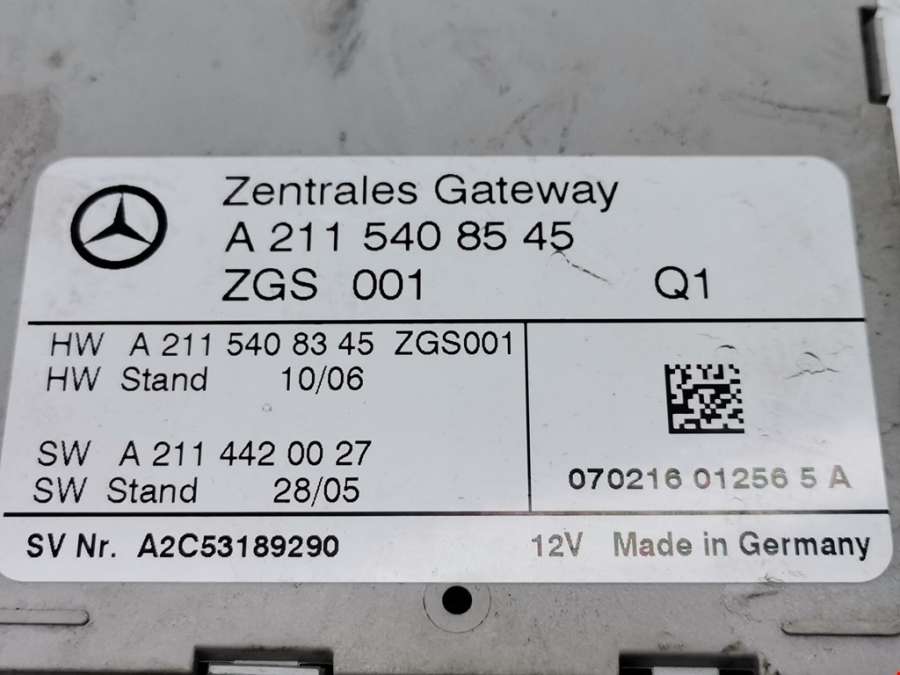 Zentrales Gateway
A 211 540 85 45
ZGS 001 Q1
HW A 211 540 83 45 ZGS001
HW Stand 10/06
SW A 211 442 00 27
SW Stand 28/05
070216 01256 5 A
SV Nr. A2C53189290 12V Made in Germany